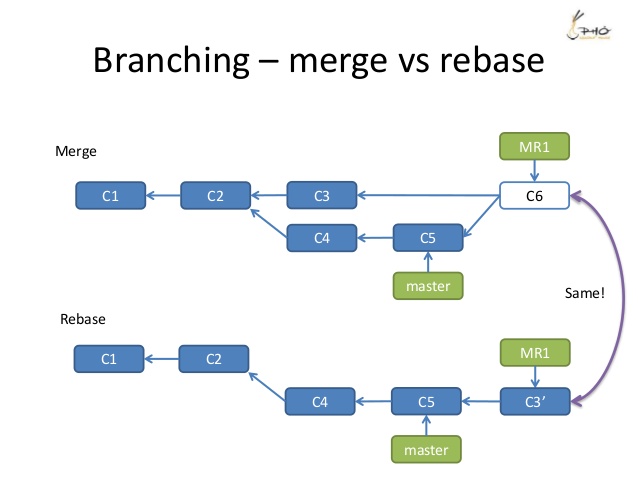 PHO
Branching – merge vs rebase
Merge
MR1
C1
C2
C3
C6
C4
C5
master
Same!
Rebase
MR1
C1
C2
C4
C5
C3’
master